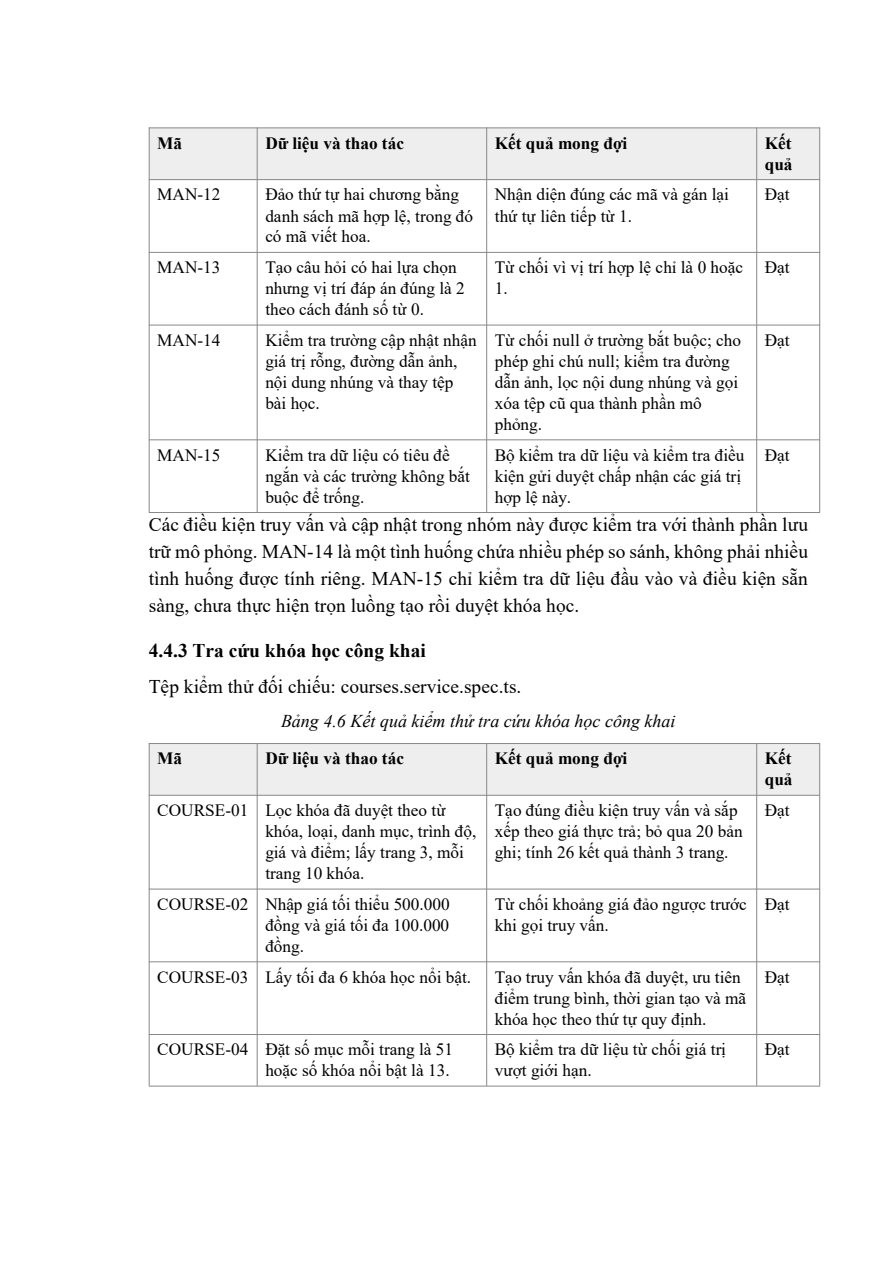 Mã Dữ liệu và thao tác Kết quả mong đợi Kết
quả
MAN-12 Đảo thứ tự hai chương bằng Nhận diện đúng các mã và gán lại Đạt
danh sách mã hợp lệ, trong đó thứ tự liên tiếp từ 1.
có mã viết hoa.
MAN-13 Tạo câu hỏi có hai lựa chọn Từ chối vì vị trí hợp lệ chỉ là 0 hoặc Đạt
nhưng vị trí đáp án đúng là 2 1.
theo cách đánh số từ 0.
MAN-14 Kiểm tra trường cập nhật nhận Từ chối null ở trường bắt buộc; cho Đạt
giá trị rỗng, đường dẫn ảnh, phép ghi chú null; kiểm tra đường
nội dung nhúng và thay tệp dẫn ảnh, lọc nội dung nhúng và gọi
bài học. xóa tệp cũ qua thành phần mô
phỏng.
MAN-15 Kiểm tra dữ liệu có tiêu đề Bộ kiểm tra dữ liệu và kiểm tra điều Đạt
ngắn và các trường không bắt kiện gửi duyệt chấp nhận các giá trị
buộc để trống. hợp lệ này.
Các điều kiện truy vấn và cập nhật trong nhóm này được kiểm tra với thành phần lưu
trữ mô phỏng. MAN-14 là một tình huống chứa nhiều phép so sánh, không phải nhiều
tình huống được tính riêng. MAN-15 chỉ kiểm tra dữ liệu đầu vào và điều kiện sẵn
sàng, chưa thực hiện trọn luồng tạo rồi duyệt khóa học.
4.4.3 Tra cứu khóa học công khai
Tệp kiểm thử đối chiếu: courses.service.spec.ts.
Bảng 4.6 Kết quả kiểm thử tra cứu khóa học công khai
Mã Dữ liệu và thao tác Kết quả mong đợi Kết
quả
COURSE-01 Lọc khóa đã duyệt theo từ Tạo đúng điều kiện truy vấn và sắp Đạt
khóa, loại, danh mục, trình độ, xếp theo giá thực trả; bỏ qua 20 bản
giá và điểm; lấy trang 3, mỗi ghi; tính 26 kết quả thành 3 trang.
trang 10 khóa.
COURSE-02 Nhập giá tối thiểu 500.000 Từ chối khoảng giá đảo ngược trước Đạt
đồng và giá tối đa 100.000 khi gọi truy vấn.
đồng.
COURSE-03 Lấy tối đa 6 khóa học nổi bật. Tạo truy vấn khóa đã duyệt, ưu tiên Đạt
điểm trung bình, thời gian tạo và mã
khóa học theo thứ tự quy định.
COURSE-04 Đặt số mục mỗi trang là 51 Bộ kiểm tra dữ liệu từ chối giá trị Đạt
hoặc số khóa nổi bật là 13. vượt giới hạn.